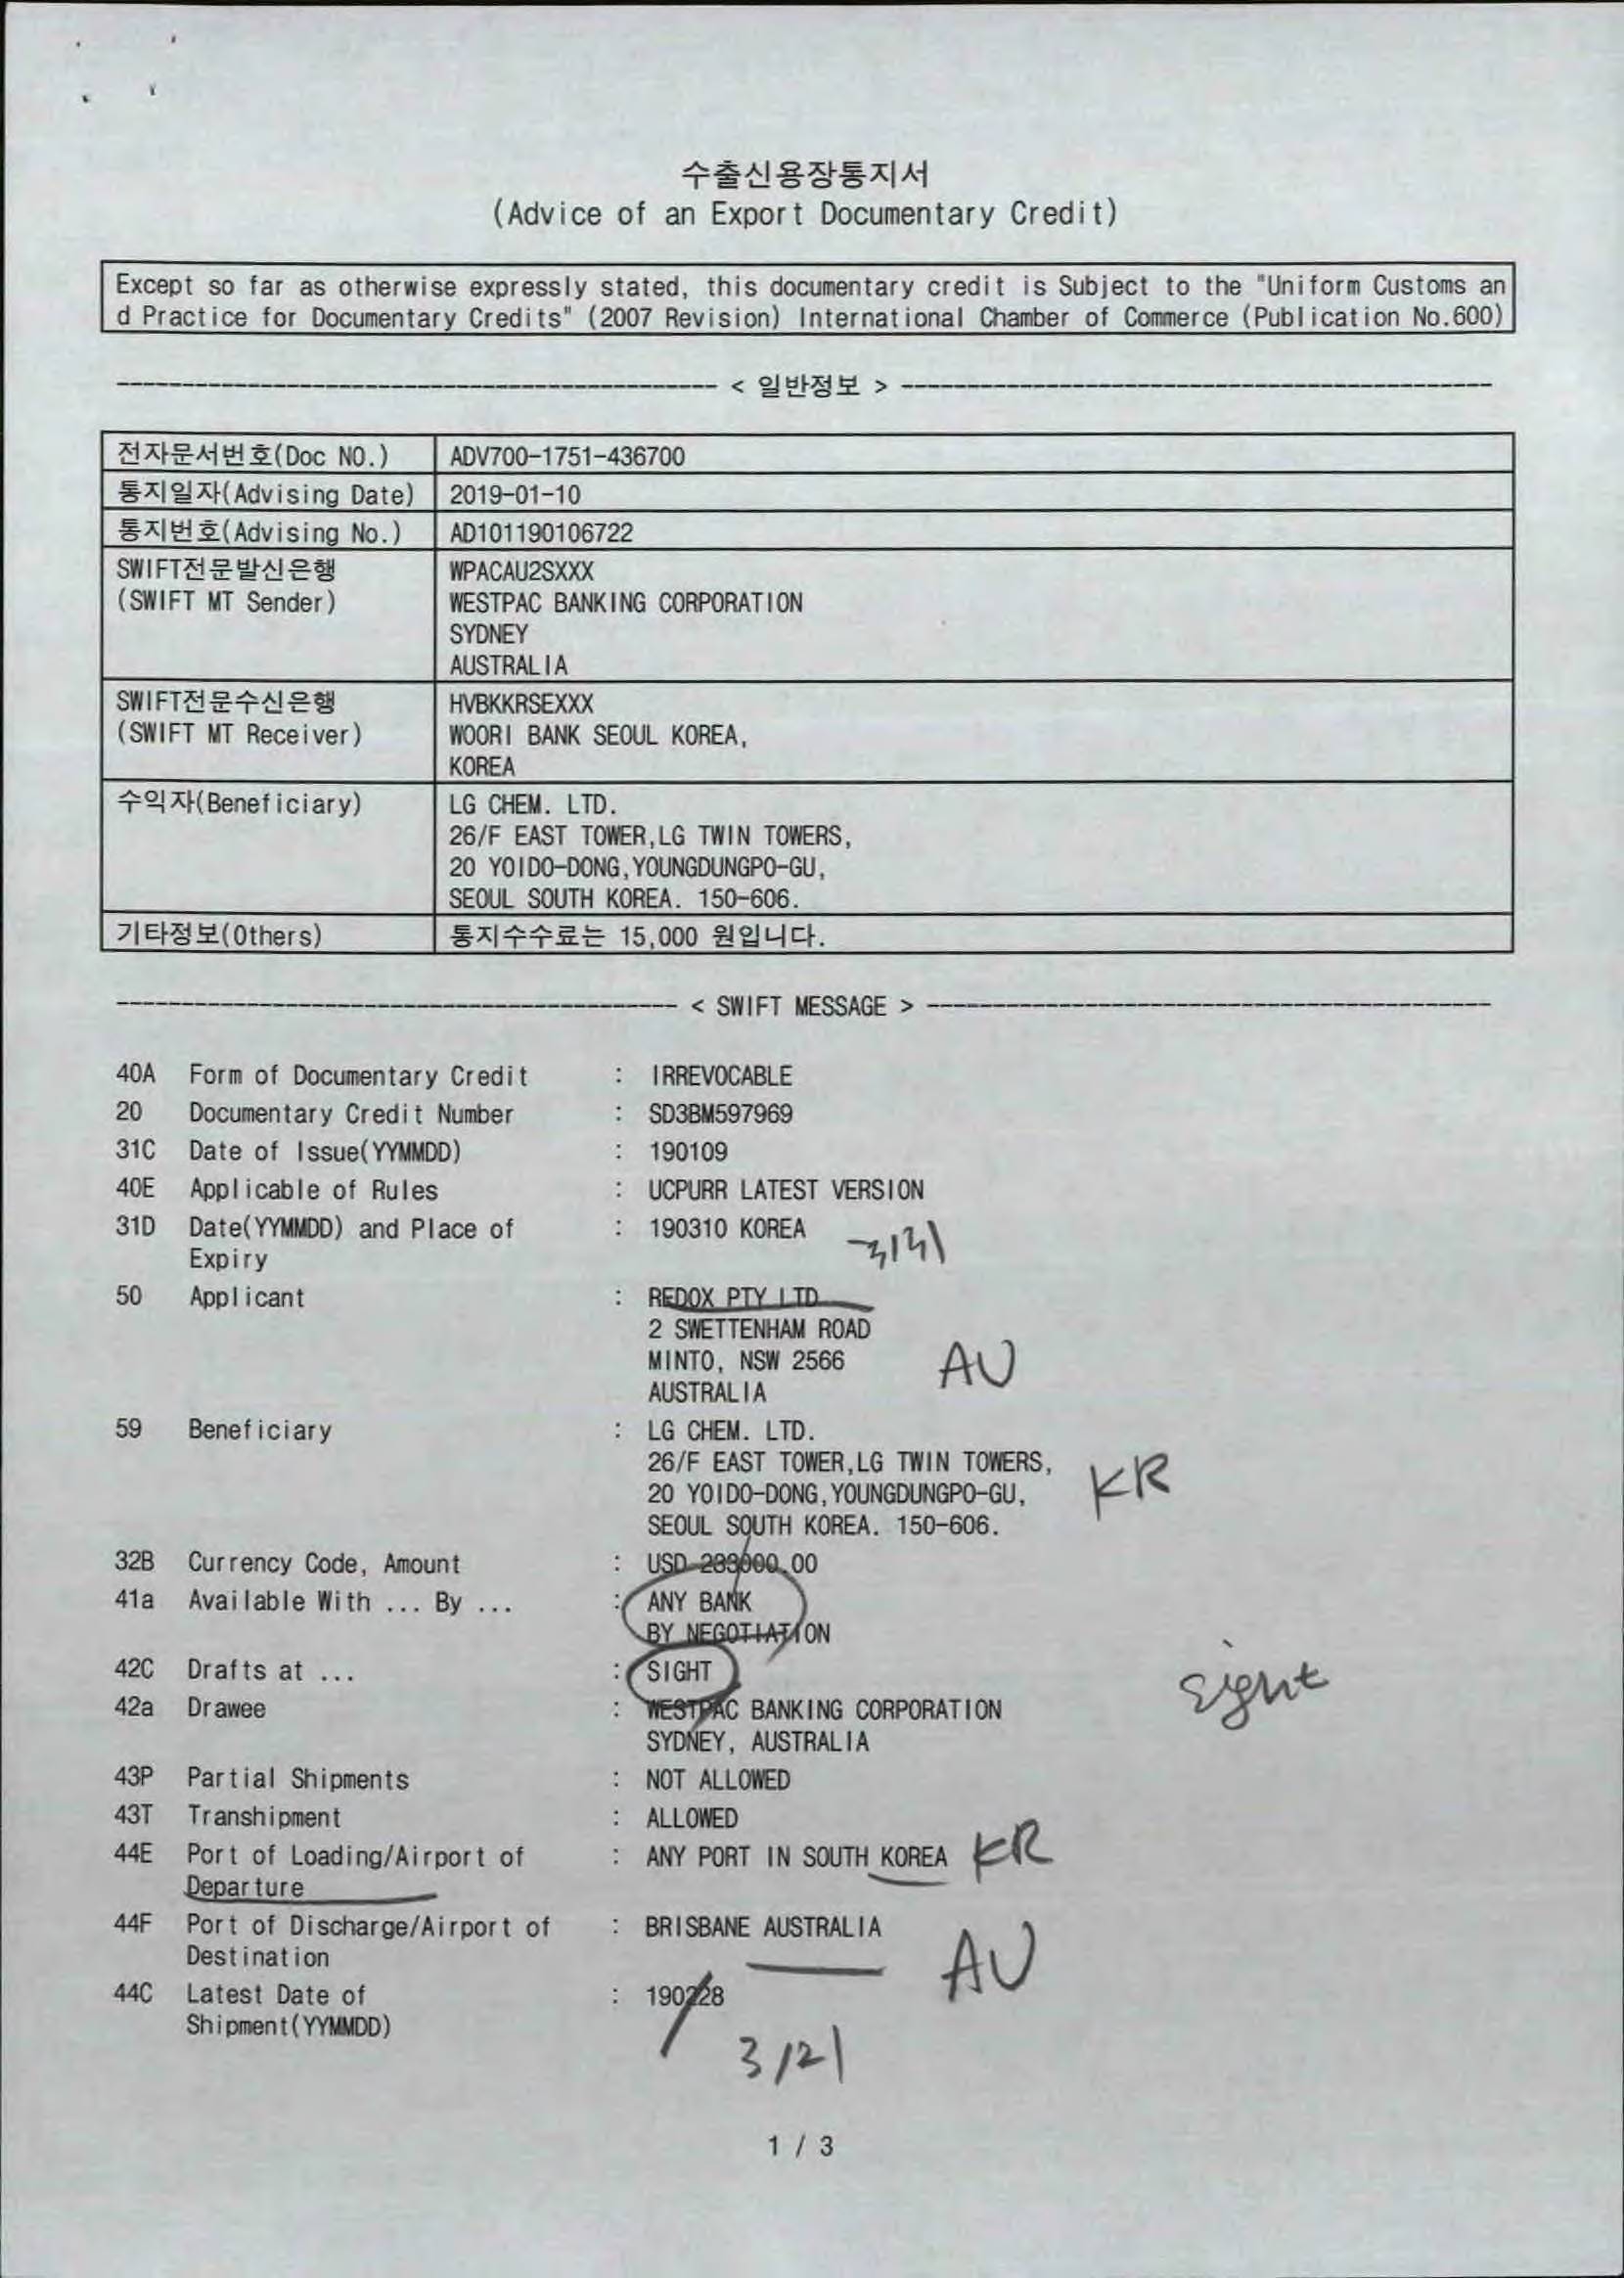 수출신용장통지서
(Advice of an Export Documentary Credit)
Except so far as otherwise expressly stated, this documentary credit is Subject to the "Uniform Customs an
d Practice for Documentary Credits" (2007 Revision) International Chamber of Commerce (Publication No.600)
< 일반정보 >
전자문서번호(Doc NO.) ADV700-1751-436700
통지일자(Advising Date) 2019-01-10
통지번호(Advising No.) AD101190106722
SWIFT전문발신은행 WPACAU2SXXX
(SWIFT MT Sender) WESTPAC BANKING CORPORATION
SYDNEY
AUSTRALIA
SWIFT전문수신은행 HVBKKRSEXXX
(SWIFT MT Receiver) WOORI BANK SEOUL KOREA,
KOREA
수익자(Beneficiary) LG CHEM. LTD.
26/F EAST TOWER,LG TWIN TOWERS,
20 YOIDO-DONG,YOUNGDUNGPO-GU,
SEOUL SOUTH KOREA. 150-606.
기타정보(Others) 통지수수료는 15,000 원입니다.
< SWIFT MESSAGE >
40A Form of Documentary Credit : IRREVOCABLE
20 Documentary Credit Number : SD3BM597969
31C Date of Issue(YYMMDD) : 190109
40E Applicable of Rules : UCPURR LATEST VERSION
31D Date(YYMMDD) and Place of : 190310 KOREA 3/31
Expiry
50 Applicant : REDOX PTY LTD
2 SWETTENHAM ROAD
MINTO, NSW 2566 AU
AUSTRALIA
59 Beneficiary : LG CHEM. LTD.
26/F EAST TOWER,LG TWIN TOWERS,
20 YOIDO-DONG,YOUNGDUNGPO-GU, KR
SEOUL SOUTH KOREA. 150-606.
32B Currency Code, Amount : USD
41a Available With ... By ... : ANY BANK
BY NEGOTIATION
42C Drafts at ... : SIGHT sight
42a Drawee : WESTPAC BANKING CORPORATION
SYDNEY, AUSTRALIA
43P Partial Shipments : NOT ALLOWED
43T Transhipment : ALLOWED
44E Port of Loading/Airport of : ANY PORT IN SOUTH KOREA KR
Departure
44F Port of Discharge/Airport of : BRISBANE AUSTRALIA AU
Destination
44C Latest Date of : 190228
Shipment(YYMMDD)
3/21
1 / 3